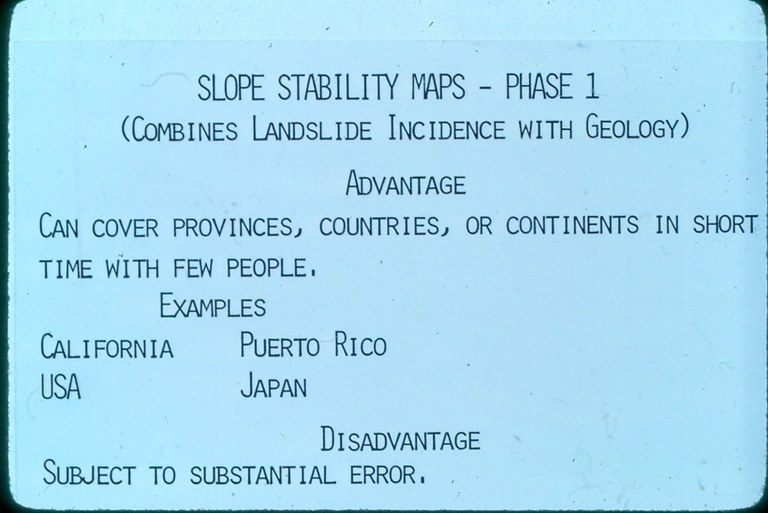 SLOPE STABILITY MAPS - PHASE 1
(COMBINES LANDSLIDE INCIDENCE WITH GEOLOGY)
ADVANTAGE
CAN COVER PROVINCES, COUNTRIES, OR CONTINENTS IN SHORT
TIME WITH FEW PEOPLE.
EXAMPLES
CALIFORNIA PUERTO RICO
USA JAPAN
DISADVANTAGE
SUBJECT TO SUBSTANTIAL ERROR.